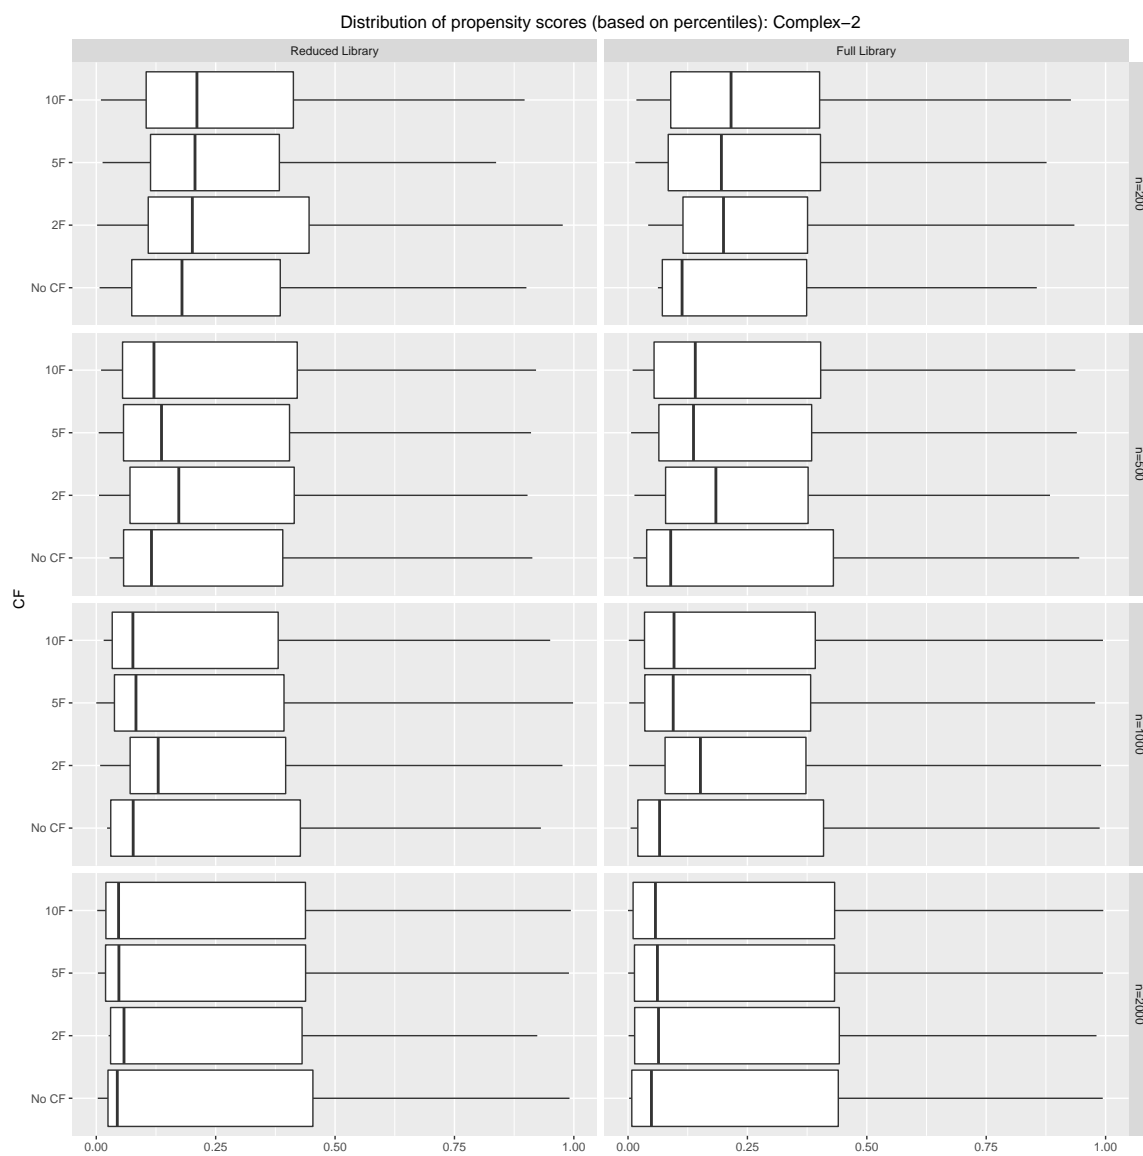 Distribution of propensity scores (based on percentiles): Complex−2
Reduced Library
Full Library
10F
5F
2F
No CF
n=200
10F
5F
2F
No CF
n=500
CF
10F
5F
2F
No CF
n=1000
10F
5F
2F
No CF
n=2000
0.00 0.25 0.50 0.75 1.00
0.00 0.25 0.50 0.75 1.00